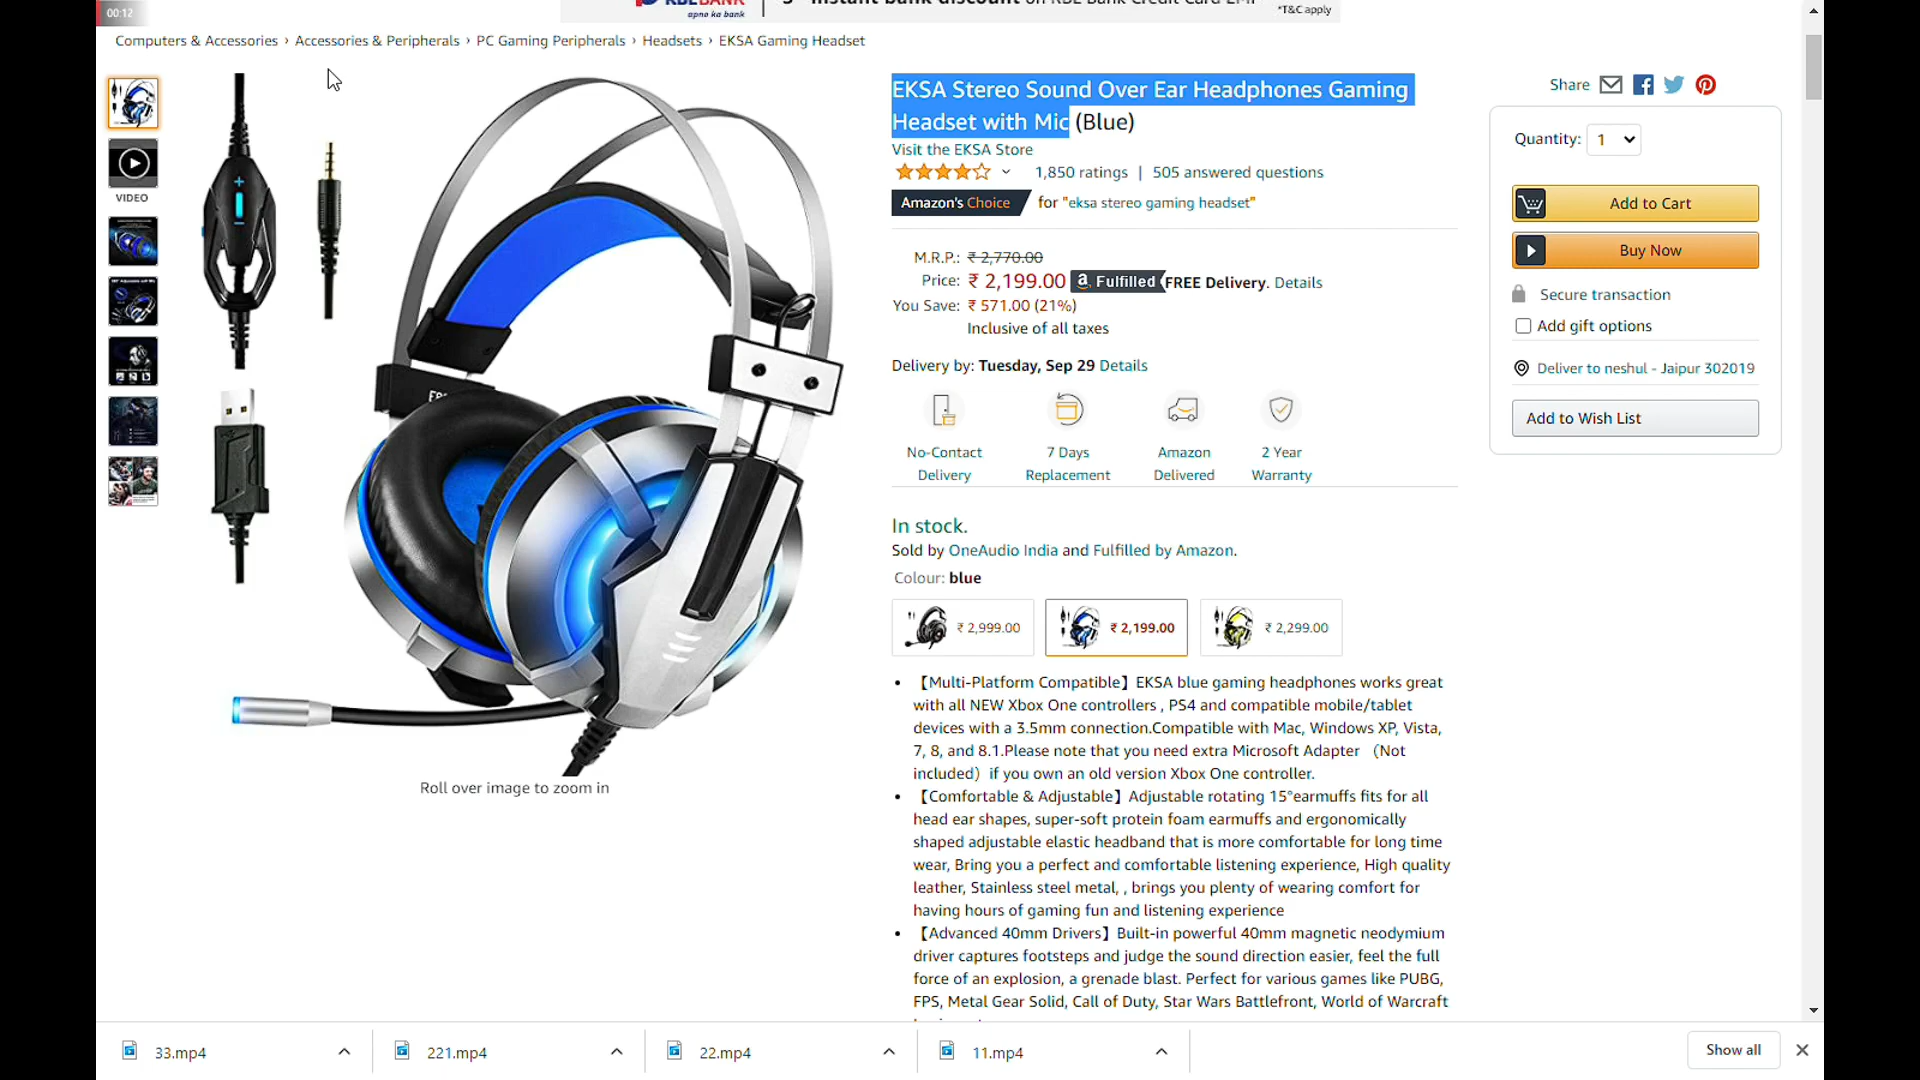 00:12
RBL BANK
apno ka bank
*T&C apply
Computers & Accessories › Accessories & Peripherals › PC Gaming Peripherals › Headsets › EKSA Gaming Headset
VIDEO
Roll over image to zoom in
EKSA Stereo Sound Over Ear Headphones Gaming
Headset with Mic (Blue)
Visit the EKSA Store
1,850 ratings | 505 answered questions
Amazon's Choice for "eksa stereo gaming headset"
M.R.P.: ₹ 2,770.00
Price: ₹ 2,199.00 a Fulfilled FREE Delivery. Details
You Save: ₹ 571.00 (21%)
Inclusive of all taxes
Delivery by: Tuesday, Sep 29 Details
No-Contact
Delivery
7 Days
Replacement
Amazon
Delivered
2 Year
Warranty
In stock.
Sold by OneAudio India and Fulfilled by Amazon.
Colour: blue
₹ 2,999.00
₹ 2,199.00
₹ 2,299.00
• 【Multi-Platform Compatible】EKSA blue gaming headphones works great
with all NEW Xbox One controllers , PS4 and compatible mobile/tablet
devices with a 3.5mm connection.Compatible with Mac, Windows XP, Vista,
7, 8, and 8.1.Please note that you need extra Microsoft Adapter （Not
included）if you own an old version Xbox One controller.
• 【Comfortable & Adjustable】Adjustable rotating 15°earmuffs fits for all
head ear shapes, super-soft protein foam earmuffs and ergonomically
shaped adjustable elastic headband that is more comfortable for long time
wear, Bring you a perfect and comfortable listening experience, High quality
leather, Stainless steel metal, , brings you plenty of wearing comfort for
having hours of gaming fun and listening experience
• 【Advanced 40mm Drivers】Built-in powerful 40mm magnetic neodymium
driver captures footsteps and judge the sound direction easier, feel the full
force of an explosion, a grenade blast. Perfect for various games like PUBG,
FPS, Metal Gear Solid, Call of Duty, Star Wars Battlefront, World of Warcraft
Share
Quantity: 1
Add to Cart
Buy Now
Secure transaction
Add gift options
Deliver to neshul - Jaipur 302019
Add to Wish List
33.mp4
221.mp4
22.mp4
11.mp4
Show all